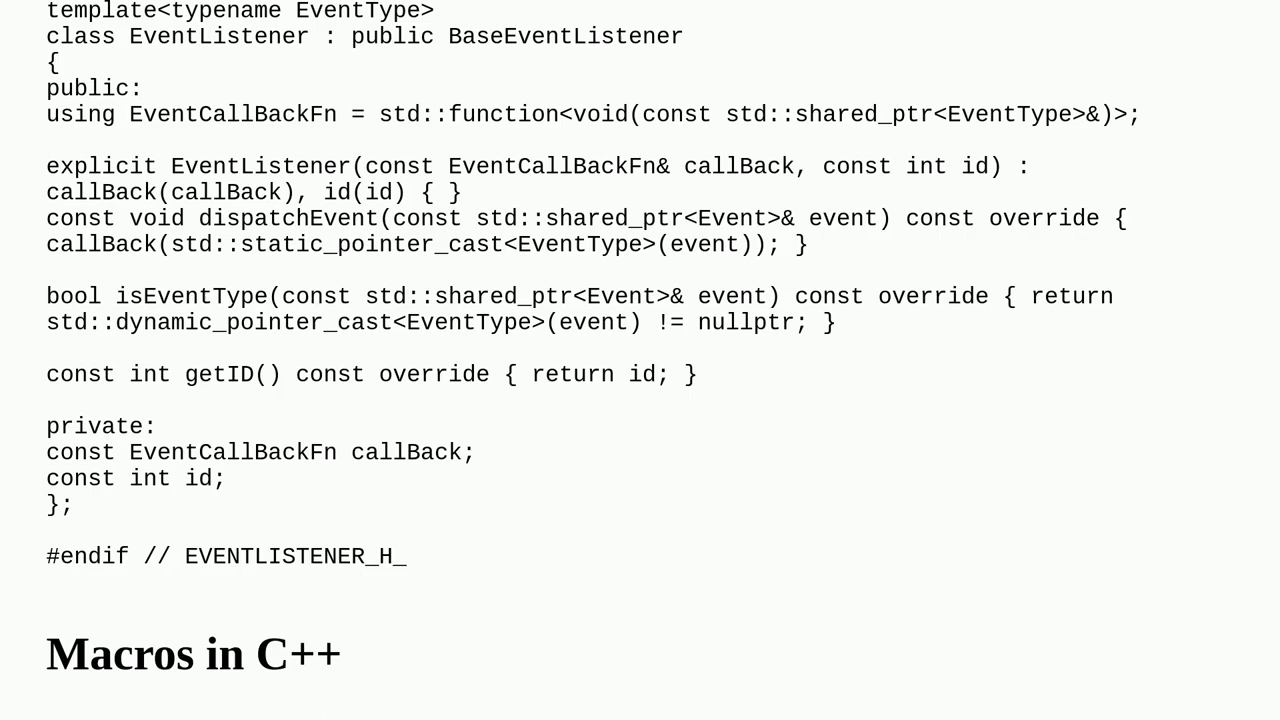 template<typename EventType>
class EventListener : public BaseEventListener
{
public:
using EventCallBackFn = std::function<void(const std::shared_ptr<EventType>&)>;
explicit EventListener(const EventCallBackFn& callBack, const int id) :
callBack(callBack), id(id) { }
const void dispatchEvent(const std::shared_ptr<Event>& event) const override {
callBack(std::static_pointer_cast<EventType>(event)); }
bool isEventType(const std::shared_ptr<Event>& event) const override { return
std::dynamic_pointer_cast<EventType>(event) != nullptr; }
const int getID() const override { return id; }
private:
const EventCallBackFn callBack;
const int id;
};
#endif // EVENTLISTENER_H_
Macros in C++